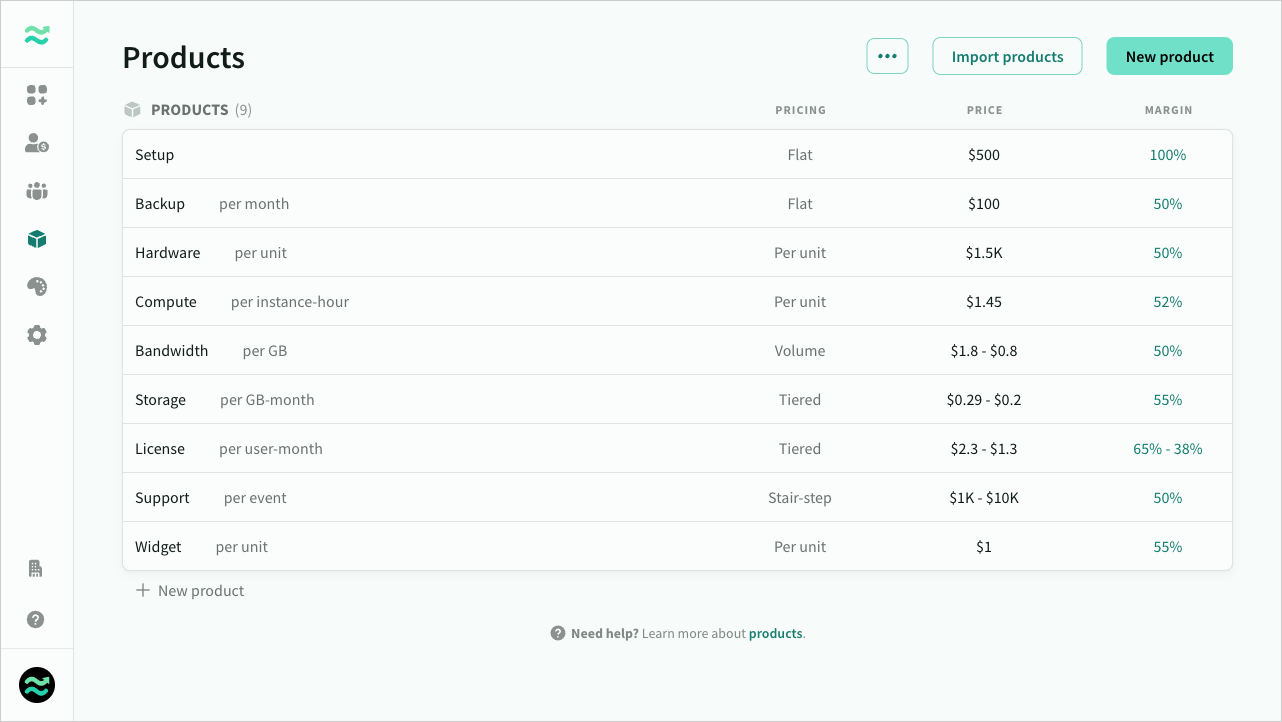 Products
Import products
New product
PRODUCTS (9) PRICING PRICE MARGIN
Setup Flat $500 100%
Backup per month Flat $100 50%
Hardware per unit Per unit $1.5K 50%
Compute per instance-hour Per unit $1.45 52%
Bandwidth per GB Volume $1.8 - $0.8 50%
Storage per GB-month Tiered $0.29 - $0.2 55%
License per user-month Tiered $2.3 - $1.3 65% - 38%
Support per event Stair-step $1K - $10K 50%
Widget per unit Per unit $1 55%
New product
Need help? Learn more about products.